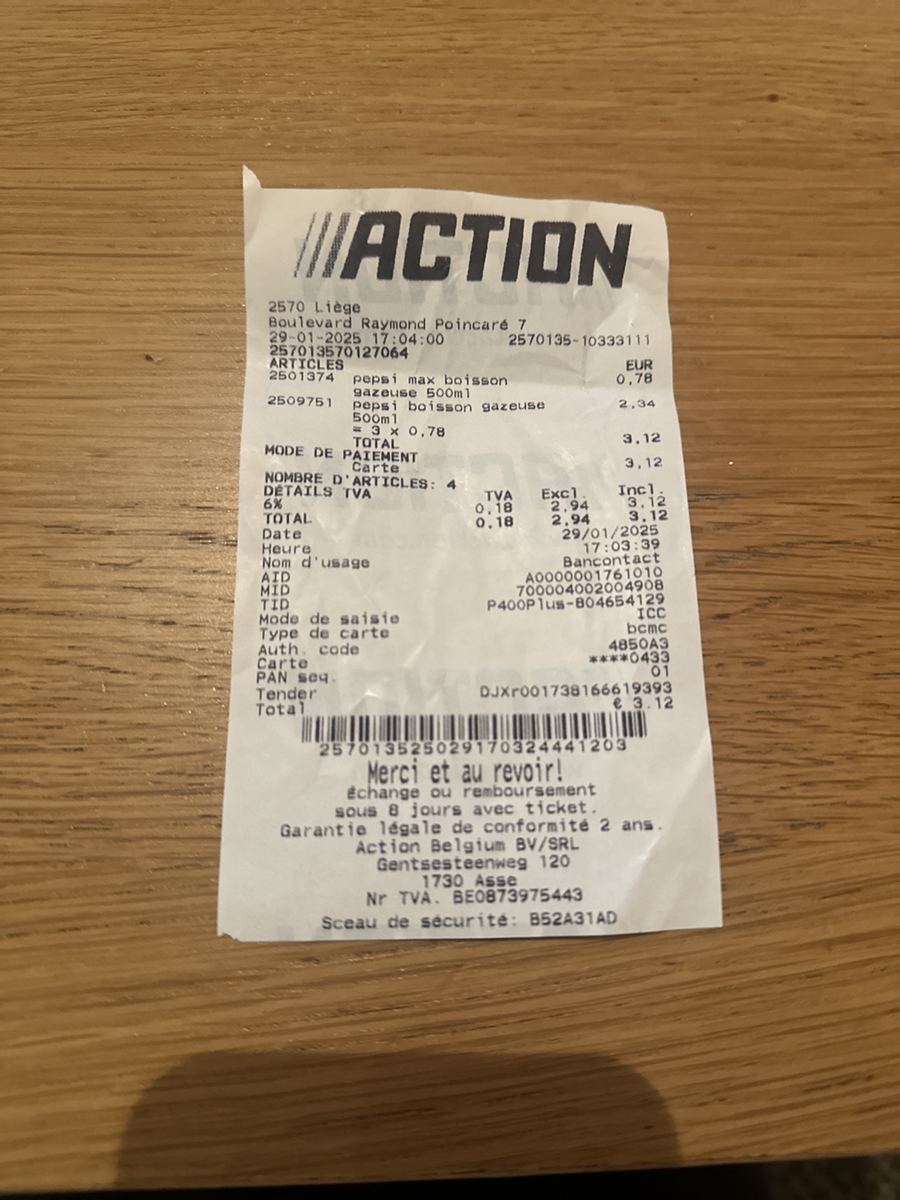 ACTION
2570 Liège
Boulevard Raymond Poincaré 7
29-01-2025 17:04:00 2570135-10333111
257013570127064
ARTICLES EUR
2501374 pepsi max boisson 0,78
gazeuse 500ml
2509751 pepsi boisson gazeuse 2,34
500ml
= 3 x 0,78
TOTAL 3,12
MODE DE PAIEMENT
Carte 3,12
NOMBRE D'ARTICLES: 4
DÉTAILS TVA TVA Excl. Incl.
6% 0,18 2,94 3,12
TOTAL 0,18 2,94 3,12
Date 29/01/2025
Heure 17:03:39
Nom d'usage Bancontact
AID A0000001761010
MID 700004002004908
TID P400Plus-804654129
Mode de saisie ICC
Type de carte bcmc
Auth. code 4850A3
Carte ****0433
PAN seq. 01
Tender DJXr001738166619393
Total € 3.12
257013525029170324441203
Merci et au revoir!
Échange ou remboursement
sous 8 jours avec ticket.
Garantie légale de conformité 2 ans.
Action Belgium BV/SRL
Gentsesteenweg 120
1730 Asse
Nr TVA. BE0873975443
Sceau de sécurité: B52A31AD